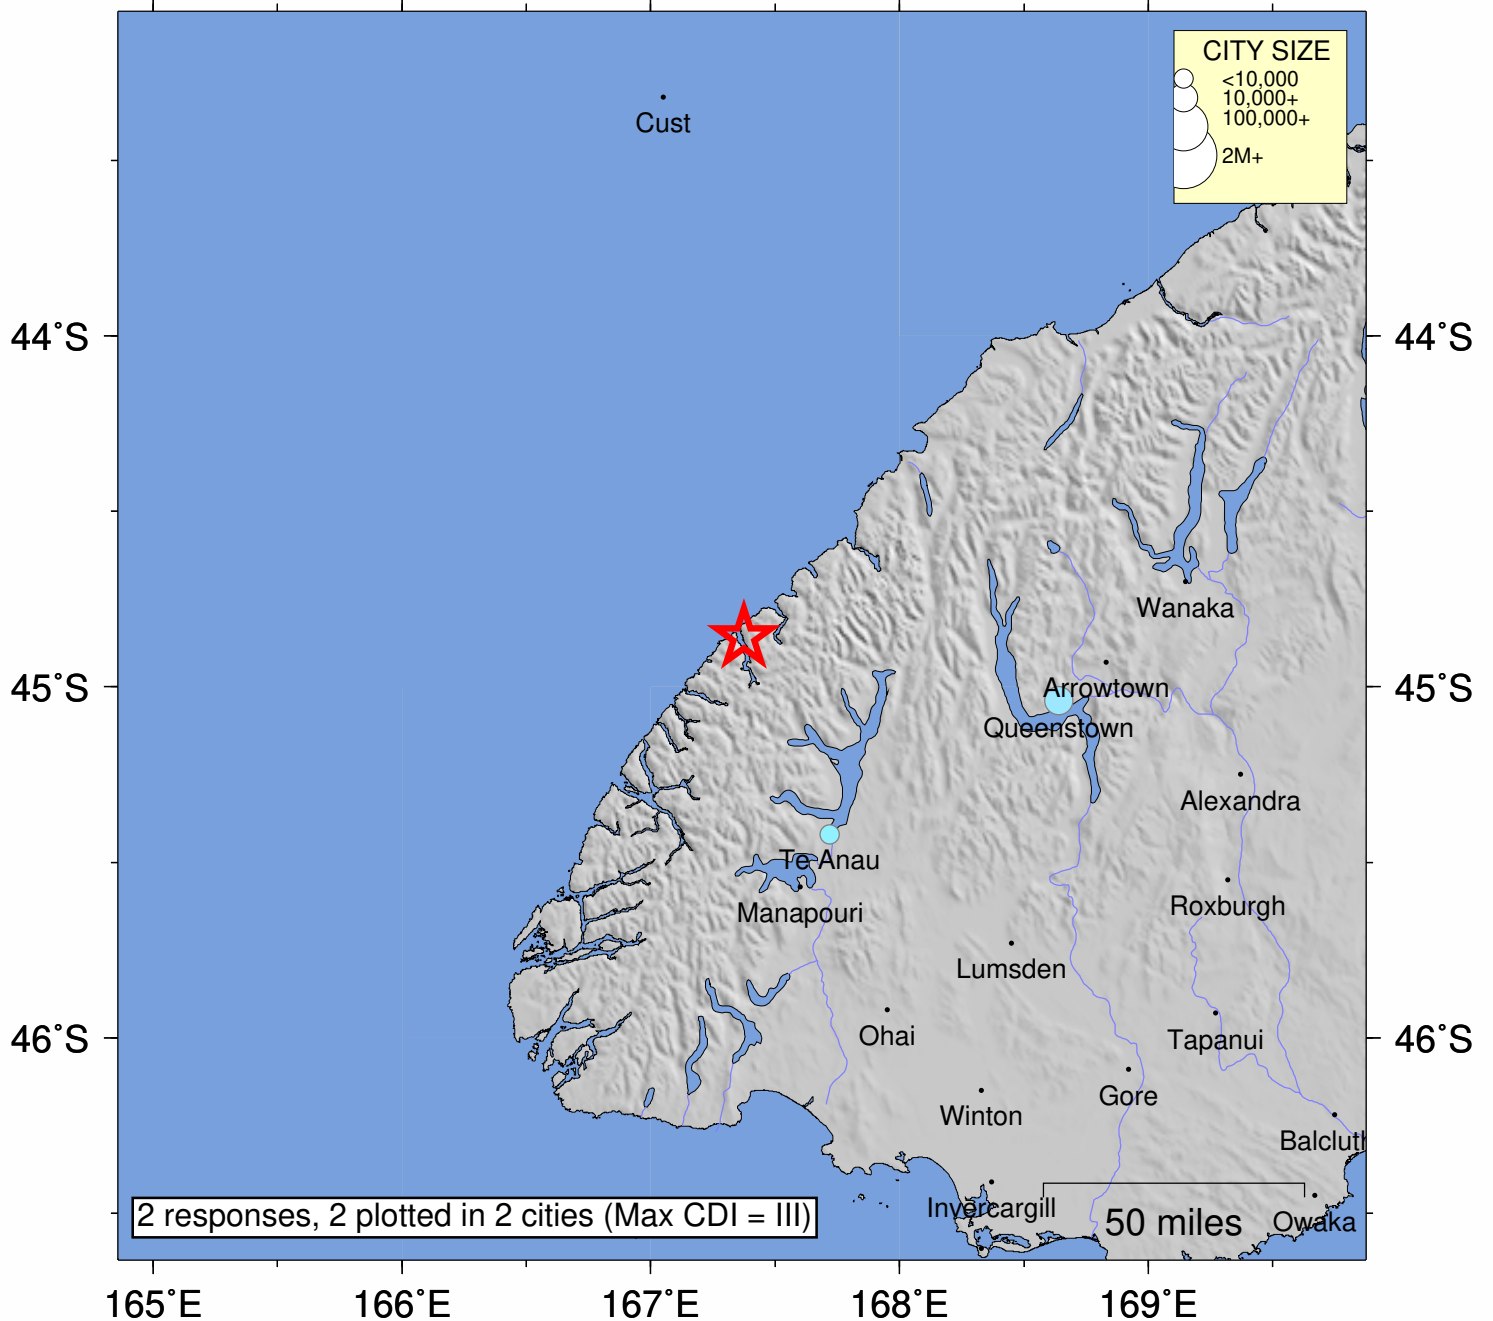 CITY SIZE
<10,000
10,000+
100,000+
2M+
Cust
44˚S
44˚S
Wanaka
45˚S
Arrowtown
45˚S
Queenstown
Alexandra
Te Anau
Manapouri
Roxburgh
Lumsden
46˚S
Ohai
Tapanui
46˚S
Gore
Winton
Balcluth
Invercargill
2 responses, 2 plotted in 2 cities (Max CDI = III)
50 miles
Owaka
165˚E
166˚E
167˚E
168˚E
169˚E